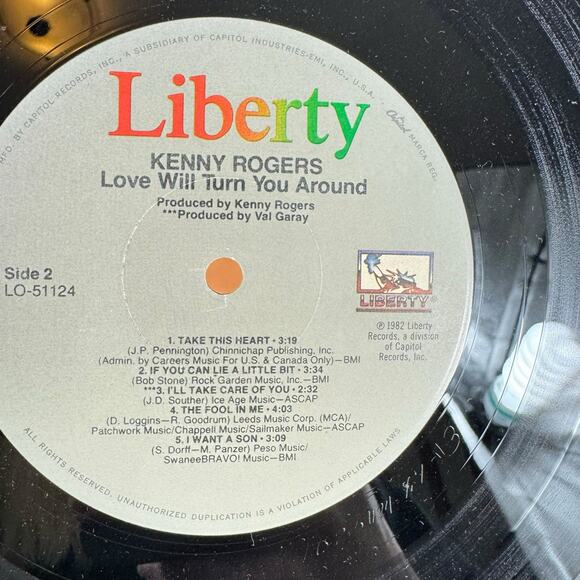 MFD. BY CAPITOL RECORDS, INC., A SUBSIDIARY OF CAPITOL INDUSTRIES-EMI, INC., U.S.A.
Capitol MARCA REG.
Liberty
KENNY ROGERS
Love Will Turn You Around
Produced by Kenny Rogers
***Produced by Val Garay
Side 2
LO-51124
LIBERTY®
℗ 1982 Liberty
Records, a division
of Capitol
Records, Inc.
1. TAKE THIS HEART • 3:19
(J.P. Pennington) Chinnichap Publishing, Inc.
(Admin. by Careers Music For U.S. & Canada Only)—BMI
2. IF YOU CAN LIE A LITTLE BIT • 3:34
(Bob Stone) Rock Garden Music, Inc.—BMI
***3. I'LL TAKE CARE OF YOU • 2:32
(J.D. Souther) Ice Age Music—ASCAP
4. THE FOOL IN ME • 4:03
(D. Loggins—R. Goodrum) Leeds Music Corp. (MCA)/
Patchwork Music/Chappell Music/Sailmaker Music—ASCAP
5. I WANT A SON • 3:09
(S. Dorff—M. Panzer) Peso Music/
SwaneeBRAVO! Music—BMI
ALL RIGHTS RESERVED. UNAUTHORIZED DUPLICATION IS A VIOLATION OF APPLICABLE LAWS